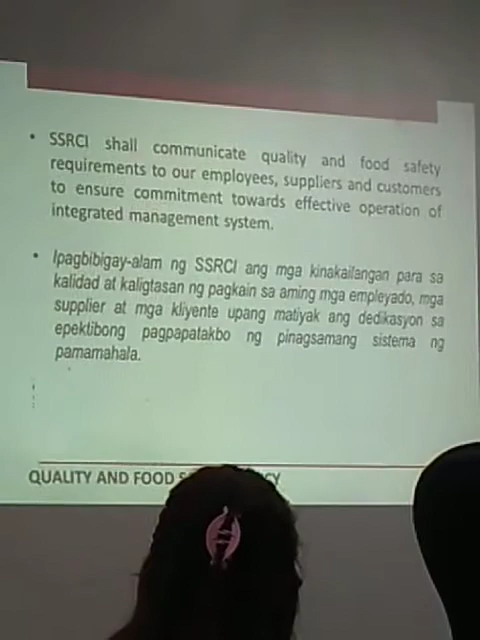 • SSRCI shall communicate quality and food safety
requirements to our employees, suppliers and customers
to ensure commitment towards effective operation of
integrated management system.
• Ipagbibigay-alam ng SSRCI ang mga kinakailangan para sa
kalidad at kaligtasan ng pagkain sa aming mga empleyado, mga
supplier at mga kliyente upang matiyak ang dedikasyon sa
epektibong pagpapatakbo ng pinagsamang sistema ng
pamamahala.
QUALITY AND FOOD